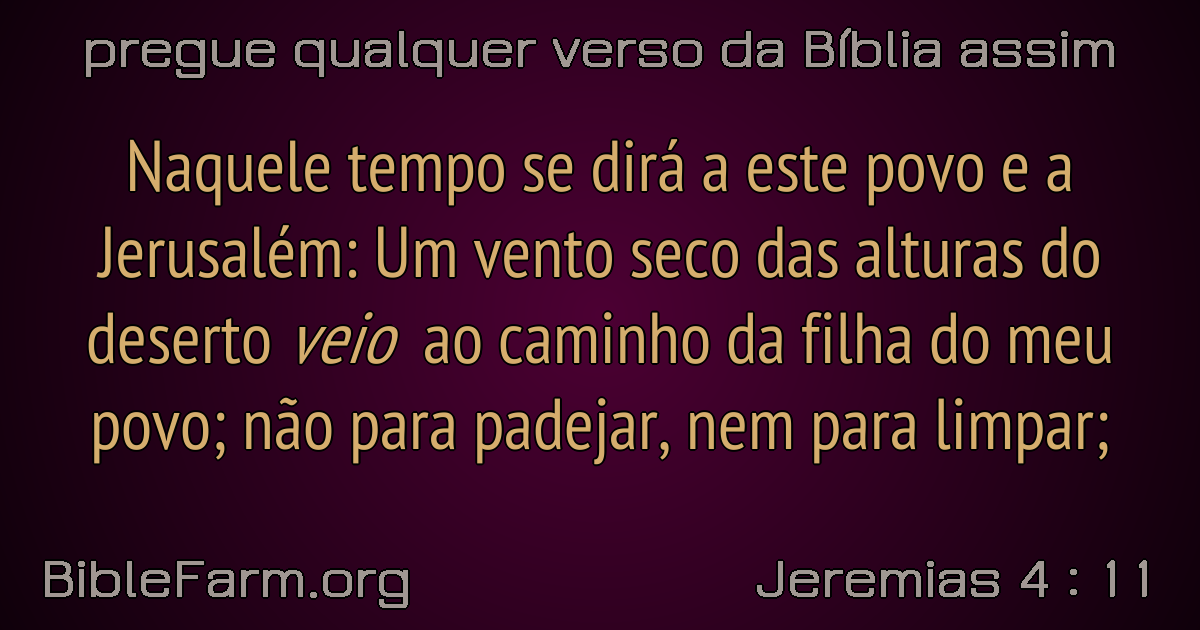 pregue qualquer verso da Bíblia assim
Naquele tempo se dirá a este povo e a
Jerusalém: Um vento seco das alturas do
deserto veio ao caminho da filha do meu
povo; não para padejar, nem para limpar;
BibleFarm.org
Jeremias 4 : 11